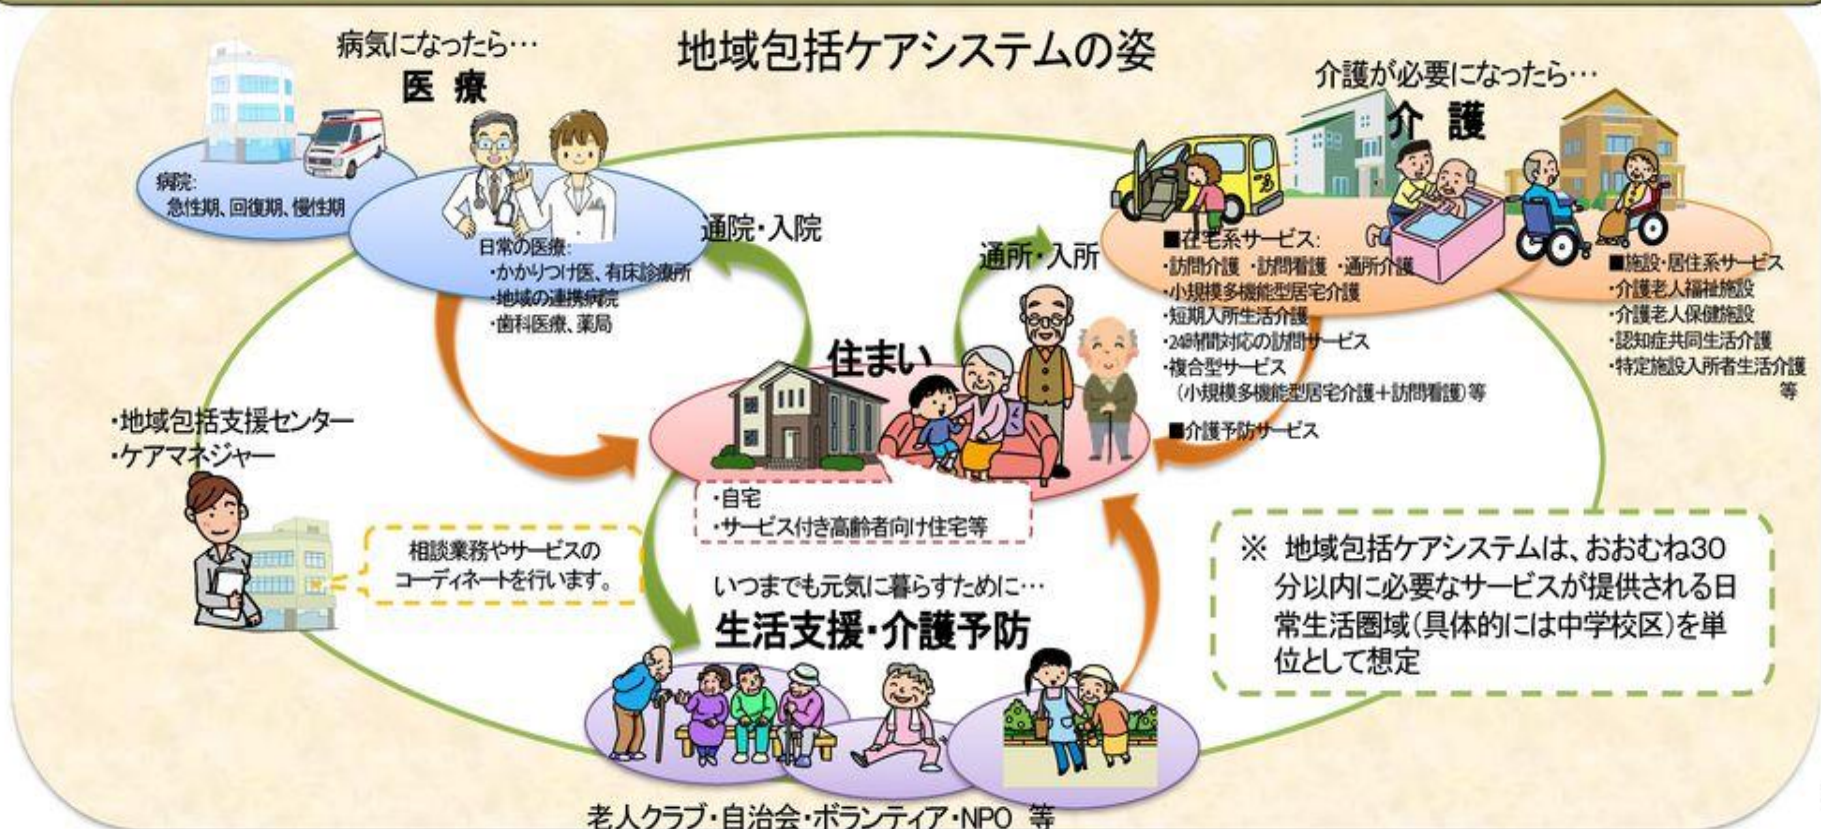 地域包括ケアシステムの姿
病気になったら…
医 療
病院:
急性期、回復期、慢性期
日常の医療:
・かかりつけ医、有床診療所
・地域の連携病院
・歯科医療、薬局
通院・入院
通所・入所
介護が必要になったら…
介 護
■在宅系サービス:
・訪問介護 ・訪問看護 ・通所介護
・小規模多機能型居宅介護
・短期入所生活介護
・24時間対応の訪問サービス
・複合型サービス
(小規模多機能型居宅介護+訪問看護)等
■介護予防サービス
■施設・居住系サービス
・介護老人福祉施設
・介護老人保健施設
・認知症共同生活介護
・特定施設入所者生活介護
等
住まい
・自宅
・サービス付き高齢者向け住宅等
・地域包括支援センター
・ケアマネジャー
相談業務やサービスの
コーディネートを行います。
いつまでも元気に暮らすために…
生活支援・介護予防
老人クラブ・自治会・ボランティア・NPO 等
※ 地域包括ケアシステムは、おおむね30
分以内に必要なサービスが提供される日
常生活圏域(具体的には中学校区)を単
位として想定